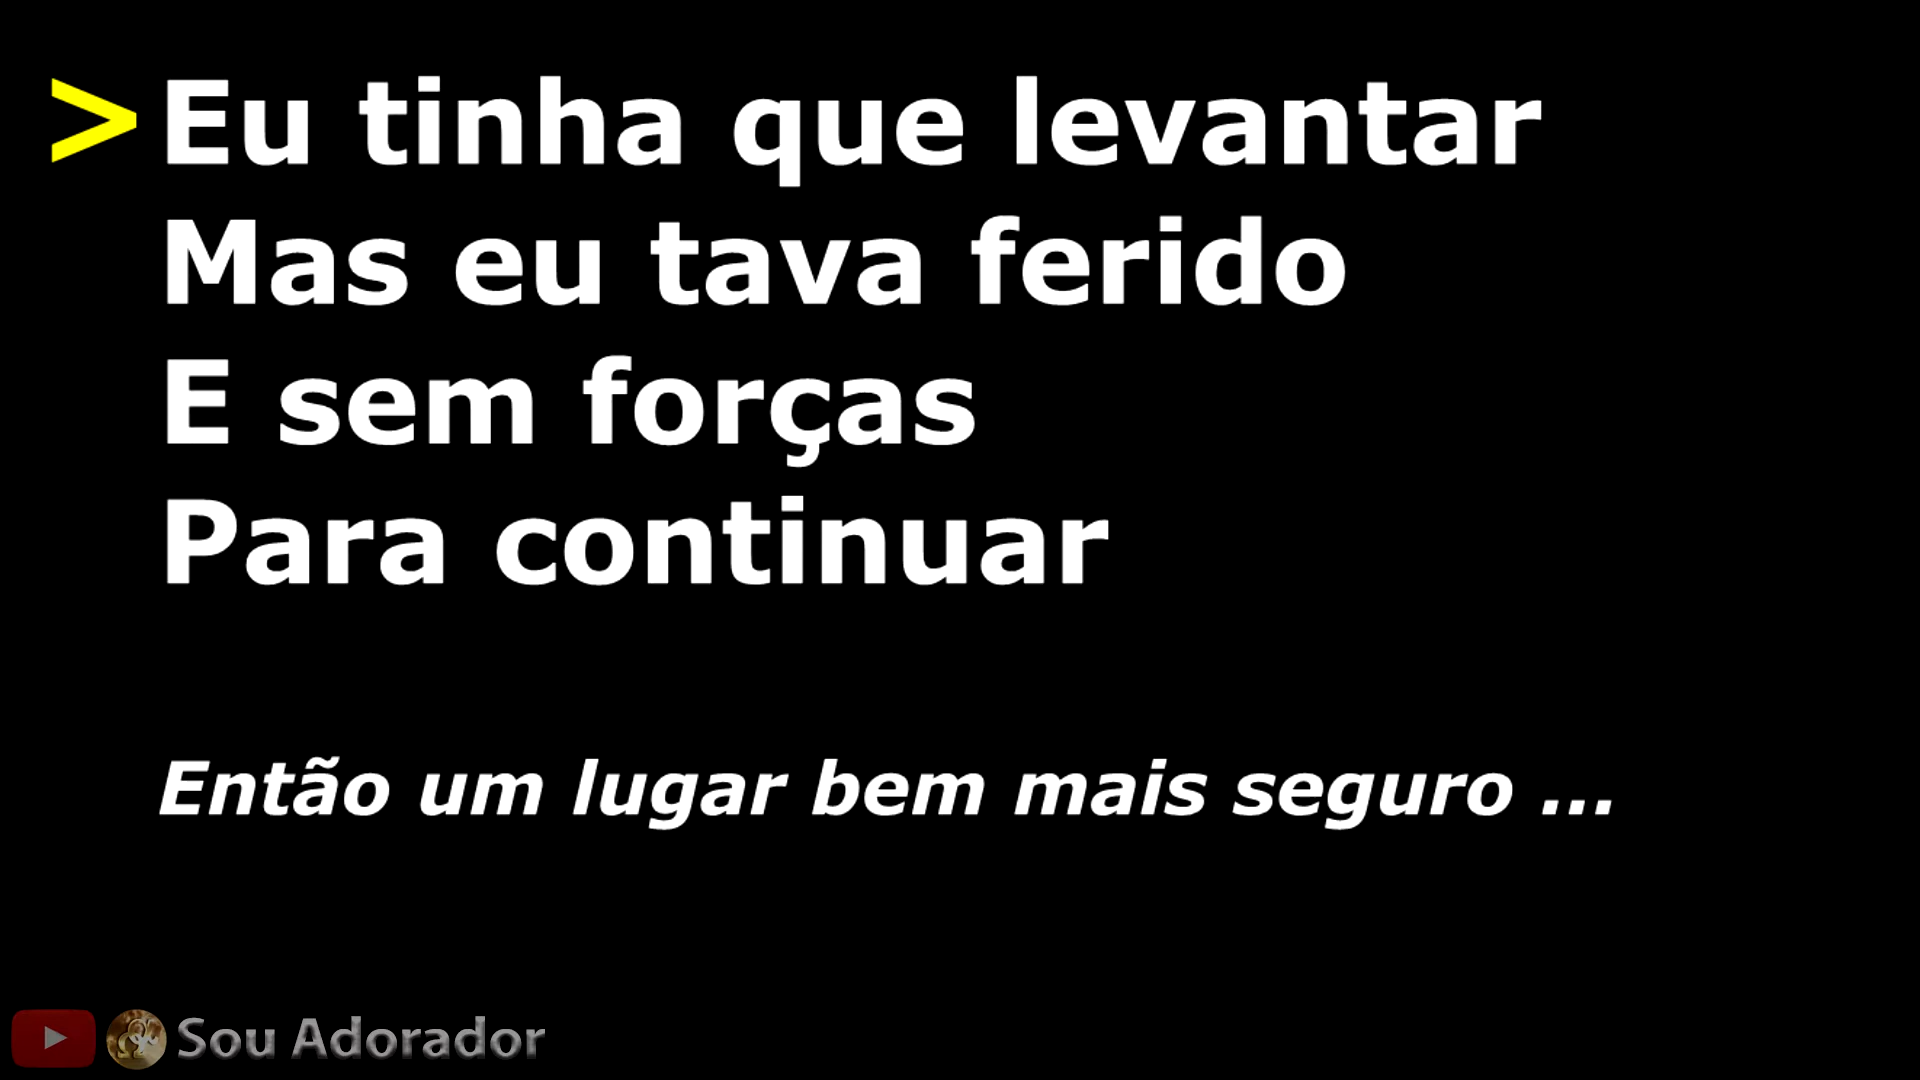 > Eu tinha que levantar
Mas eu tava ferido
E sem forças
Para continuar
Então um lugar bem mais seguro ...
Sou Adorador